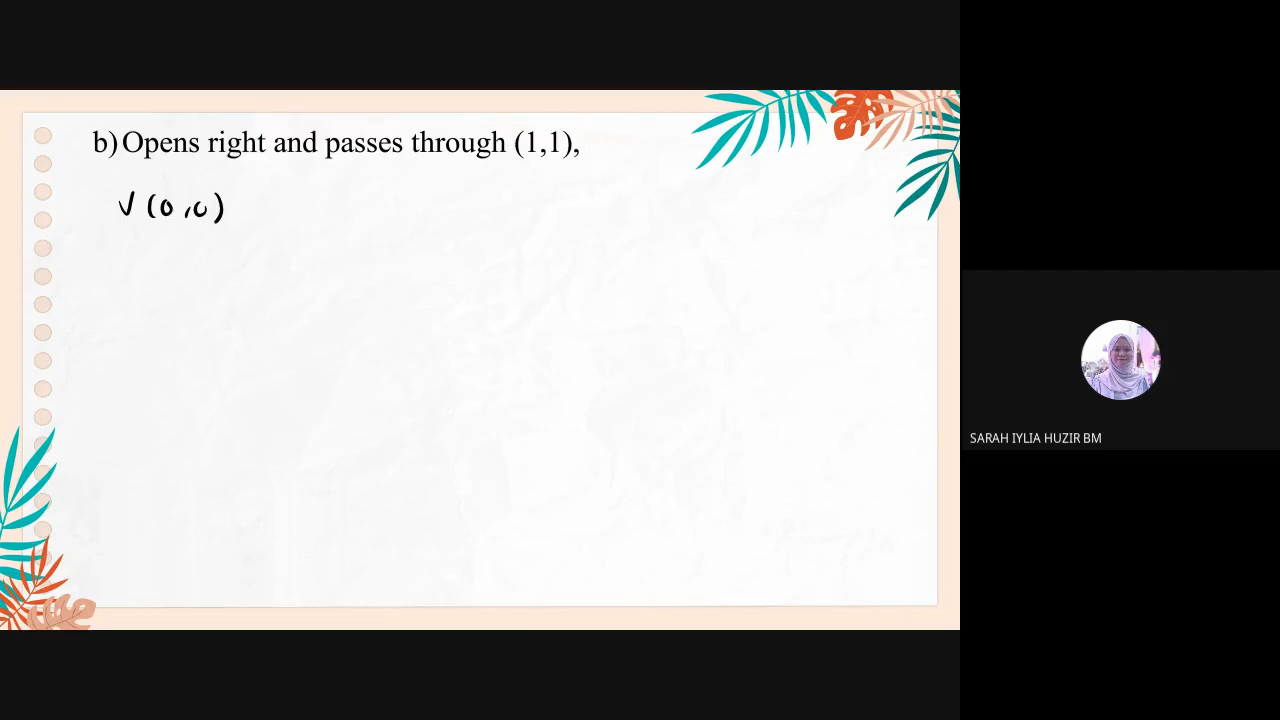 b) Opens right and passes through (1,1),
V (0,0)
SARAH IYLIA HUZIR BM